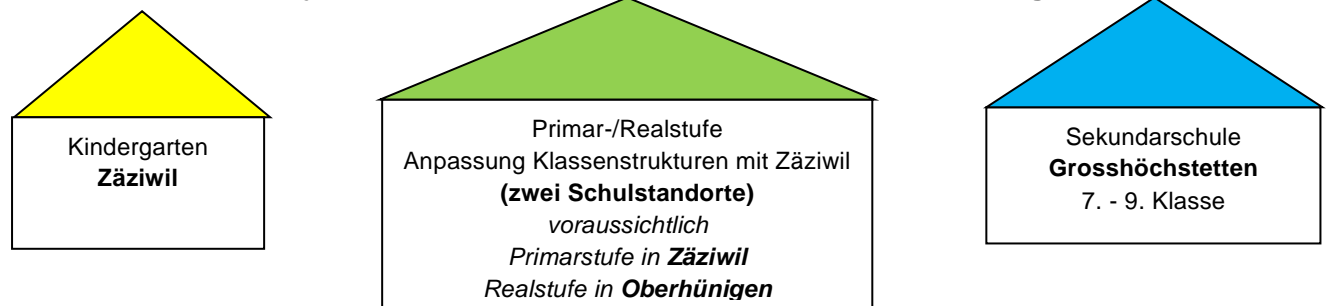 Kindergarten
Zäziwil
Primar-/Realstufe
Anpassung Klassenstrukturen mit Zäziwil
(zwei Schulstandorte)
voraussichtlich
Primarstufe in Zäziwil
Realstufe in Oberhünigen
Sekundarschule
Grosshöchstetten
7. - 9. Klasse